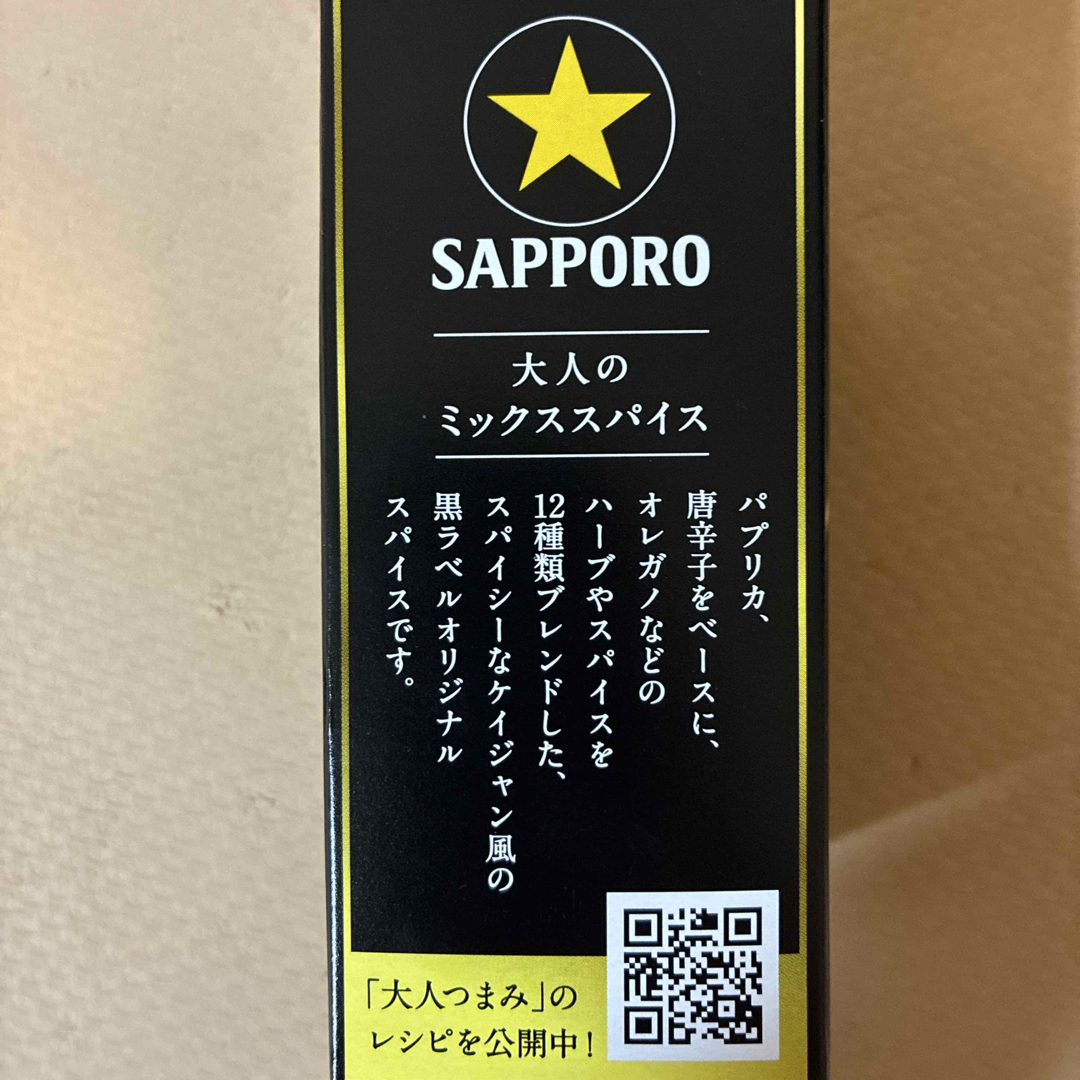 SAPPORO
大人の
ミックススパイス
パプリカ、
唐辛子をベースに、
オレガノなどの
ハーブやスパイスを
12種類ブレンドした、
スパイシーなケイジャン風の
黒ラベルオリジナル
スパイスです。
「大人つまみ」の
レシピを公開中!